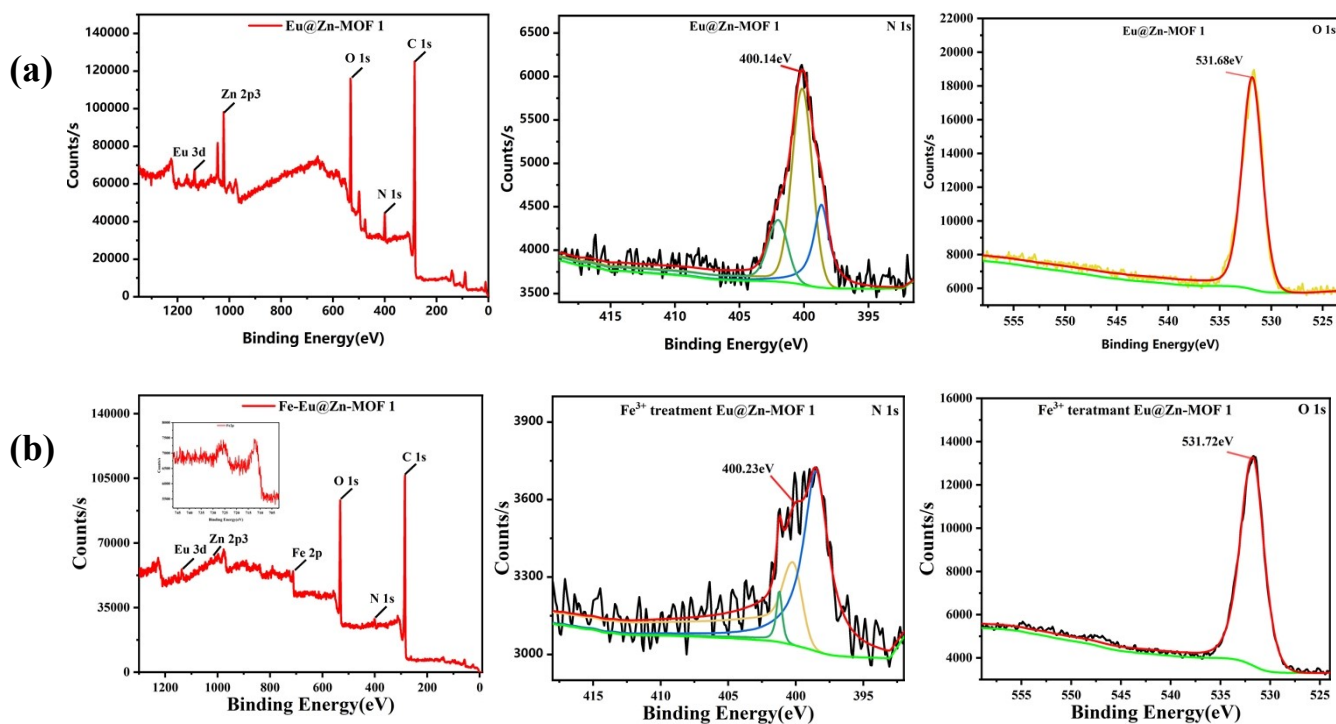 (a)
Eu@Zn-MOF 1
C 1s
O 1s
Zn 2p3
Eu 3d
N 1s
140000
120000
100000
80000
60000
40000
20000
0
Counts/s
1200 1000 800 600 400 200 0
Binding Energy(eV)
Eu@Zn-MOF 1 N 1s
400.14eV
6500
6000
5500
5000
4500
4000
3500
Counts/s
415 410 405 400 395
Binding Energy(eV)
Eu@Zn-MOF 1 O 1s
531.68eV
22000
20000
18000
16000
14000
12000
10000
8000
6000
Counts/s
555 550 545 540 535 530 525
Binding Energy(eV)
(b)
Fe-Eu@Zn-MOF 1
C 1s
O 1s
Eu 3d
Zn 2p3
Fe 2p
N 1s
140000
105000
70000
35000
0
Counts/s
1200 1000 800 600 400 200 0
Binding Energy(eV)
Counts
Binding Energy(eV)
Fe³⁺ treatment Eu@Zn-MOF 1 N 1s
400.23eV
3900
3600
3300
3000
Counts/s
415 410 405 400 395
Binding Energy(eV)
Fe³⁺ teratmant Eu@Zn-MOF 1 O 1s
531.72eV
16000
14000
12000
10000
8000
6000
4000
Counts/s
555 550 545 540 535 530 525
Binding Energy(eV)